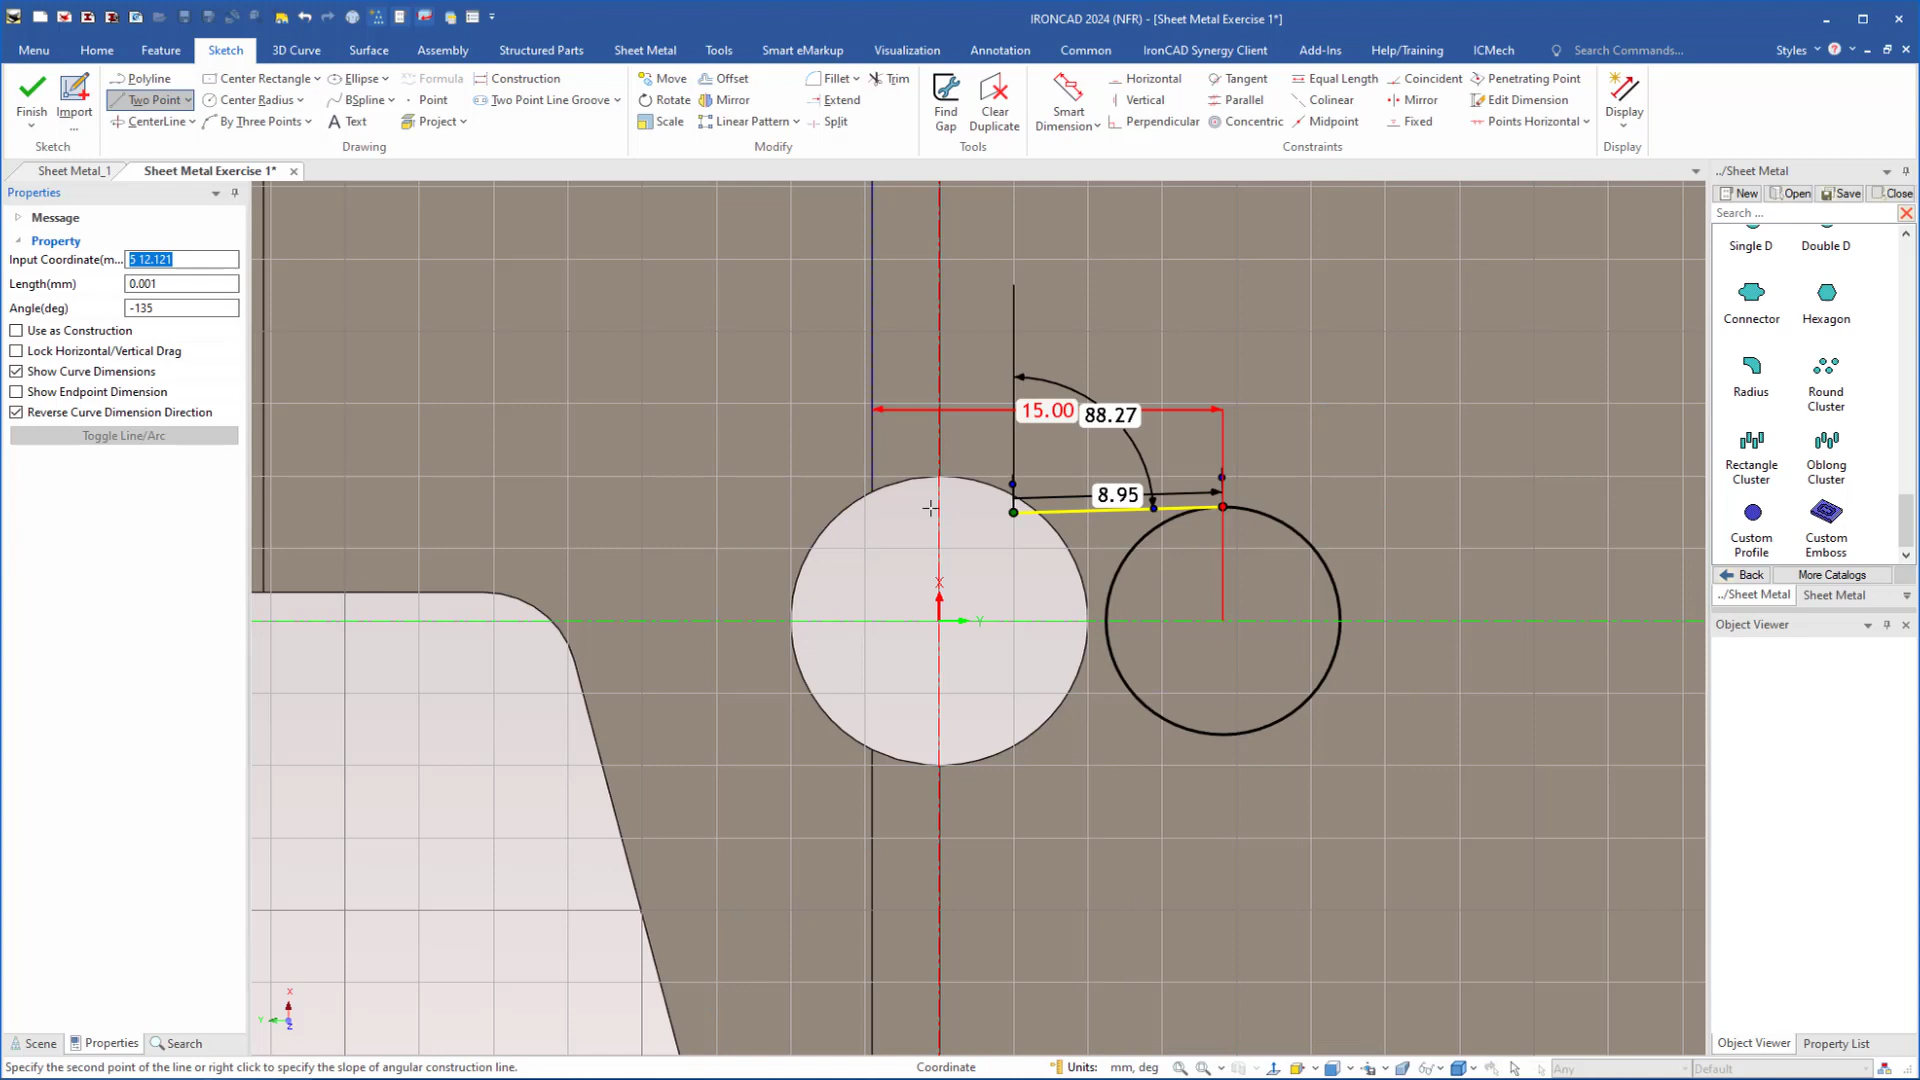 IRONCAD 2024 (NFR) - [Sheet Metal Exercise 1*]
Menu Home Feature Sketch 3D Curve Surface Assembly Structured Parts Sheet Metal Tools Smart eMarkup Visualization Annotation Common IronCAD Synergy Client Add-Ins Help/Training ICMech Search Commands... Styles
Polyline Center Rectangle Ellipse Formula Construction Move Offset Fillet Trim Horizontal Tangent Equal Length Coincident Penetrating Point
Two Point Center Radius BSpline Point Two Point Line Groove Rotate Mirror Extend Vertical Parallel Colinear Mirror Edit Dimension
CenterLine By Three Points Text Project Scale Linear Pattern Split Perpendicular Concentric Midpoint Fixed Points Horizontal
Finish Import ... Find Gap Clear Duplicate Smart Dimension Display
Sketch Drawing Modify Tools Constraints Display
Sheet Metal_1 Sheet Metal Exercise 1*
Properties
Message
Property
Input Coordinate(m... 5 12.121
Length(mm) 0.001
Angle(deg) -135
Use as Construction
Lock Horizontal/Vertical Drag
Show Curve Dimensions
Show Endpoint Dimension
Reverse Curve Dimension Direction
Toggle Line/Arc
15.00 88.27
8.95
X
Y
X
Y
Z
../Sheet Metal
New Open Save Close
Search ...
Single D Double D
Connector Hexagon
Radius Round Cluster
Rectangle Cluster Oblong Cluster
Custom Profile Custom Emboss
Back More Catalogs
../Sheet Metal Sheet Metal
Object Viewer
Scene Properties Search
Object Viewer Property List
Specify the second point of the line or right click to specify the slope of angular construction line. Coordinate Units: mm, deg Any Default